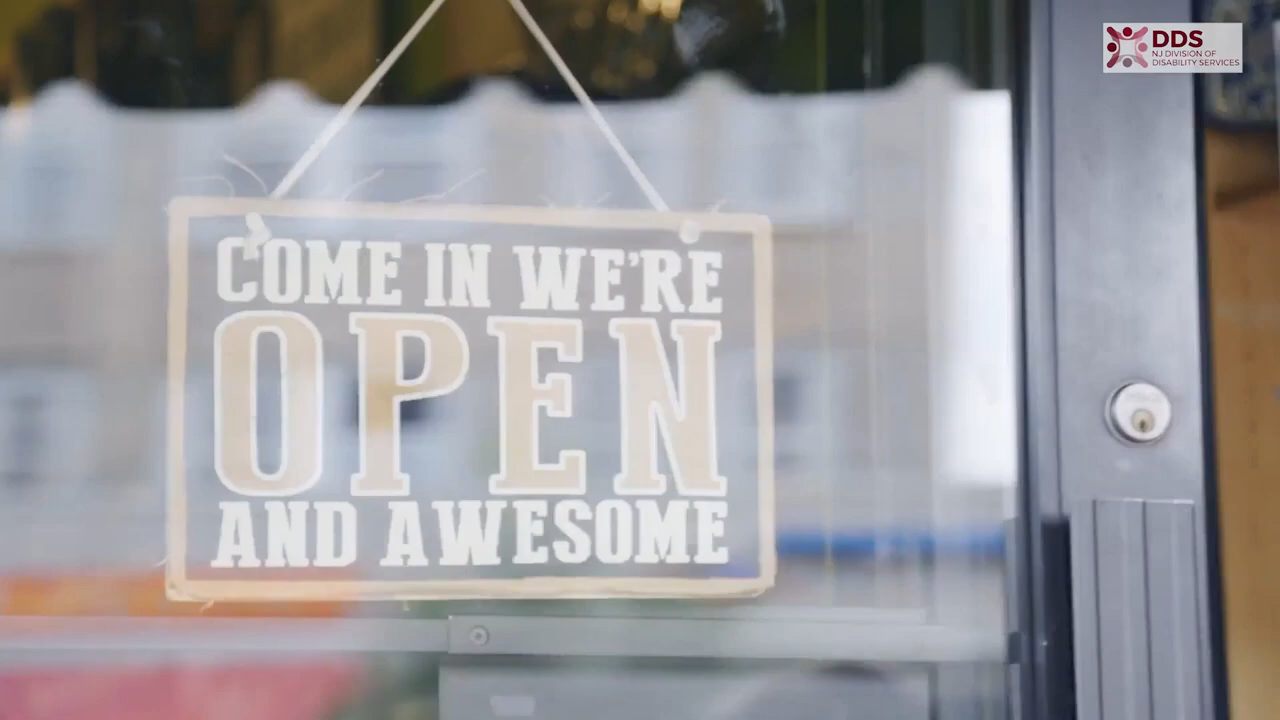 DDS
NJ DIVISION OF
DISABILITY SERVICES
COME IN WE'RE
OPEN
AND AWESOME